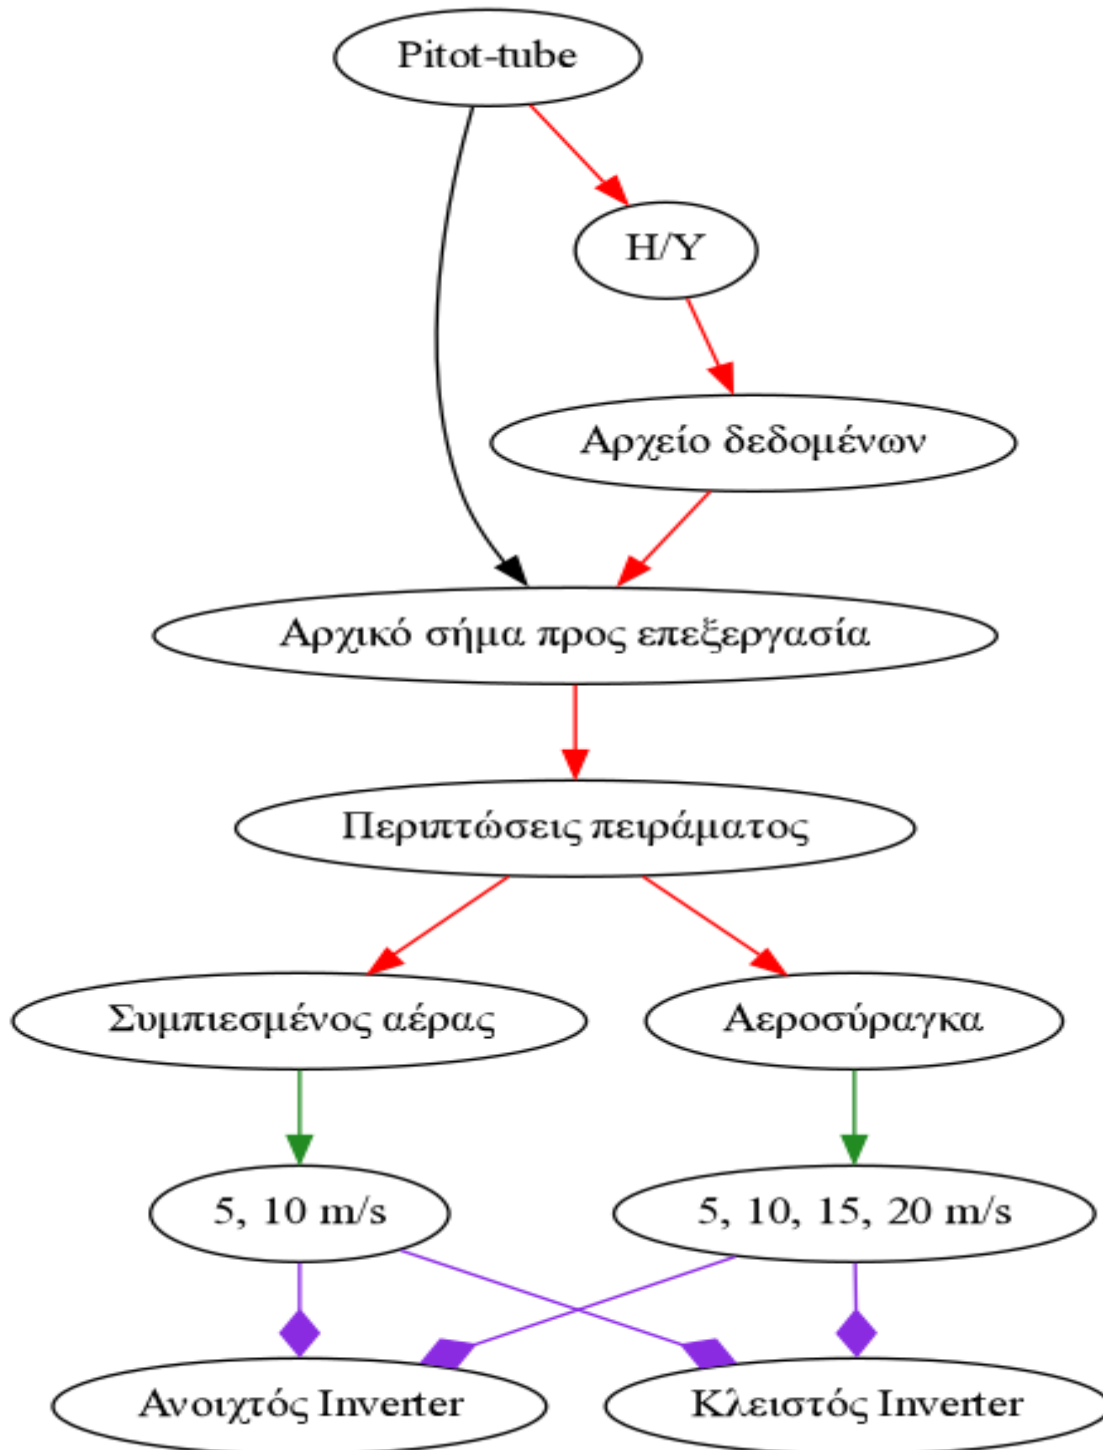 Pitot-tube
Η/Υ
Αρχείο δεδομένων
Αρχικό σήμα προς επεξεργασία
Περιπτώσεις πειράματος
Συμπιεσμένος αέρας
Αεροσύραγκα
5, 10 m/s
5, 10, 15, 20 m/s
Ανοιχτός Inverter
Κλειστός Inverter